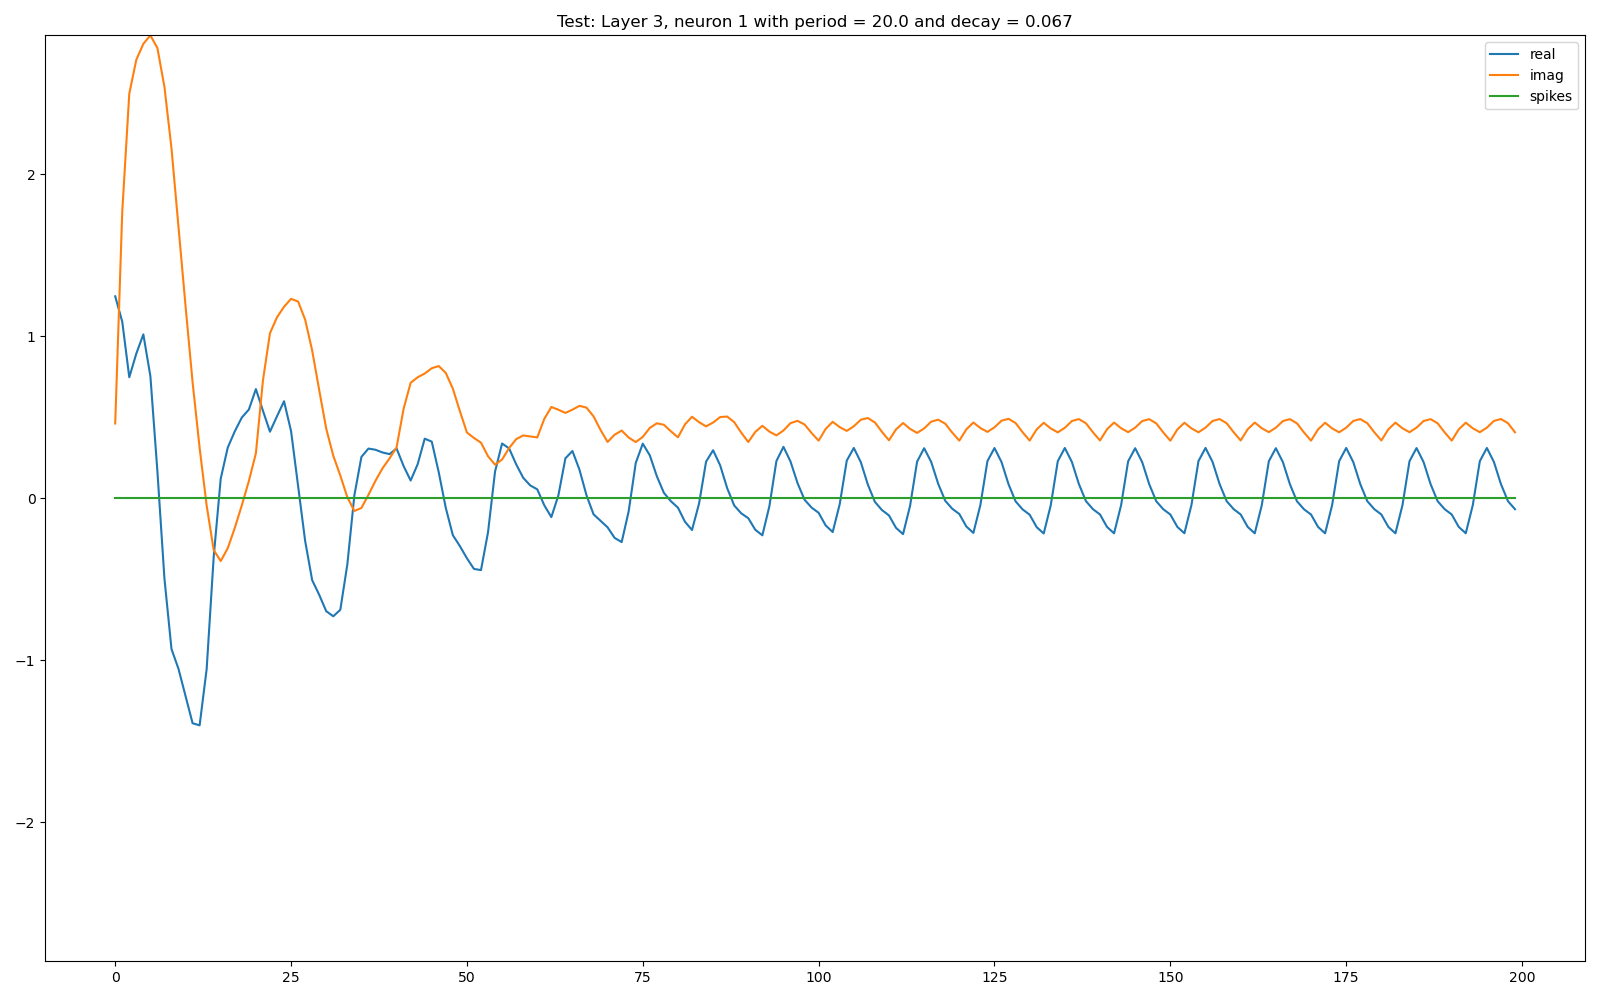 Test: Layer 3, neuron 1 with period = 20.0 and decay = 0.067
real
imag
spikes
2
1
0
−1
−2
0 25 50 75 100 125 150 175 200